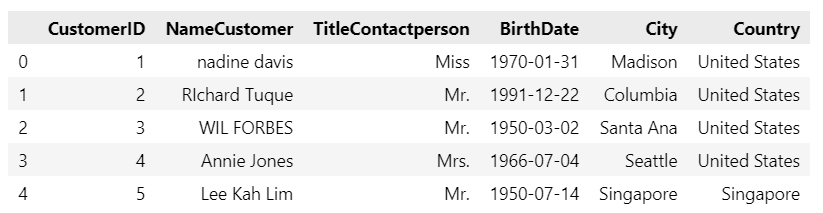 CustomerID NameCustomer TitleContactperson BirthDate City Country
0 1 nadine davis Miss 1970-01-31 Madison United States
1 2 RIchard Tuque Mr. 1991-12-22 Columbia United States
2 3 WIL FORBES Mr. 1950-03-02 Santa Ana United States
3 4 Annie Jones Mrs. 1966-07-04 Seattle United States
4 5 Lee Kah Lim Mr. 1950-07-14 Singapore Singapore